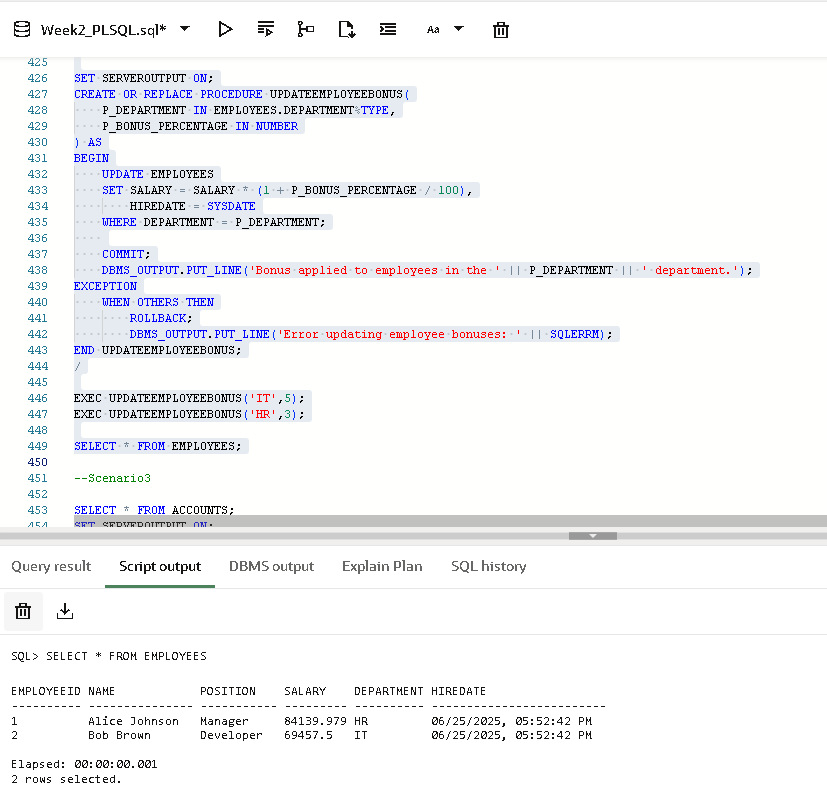 Week2_PLSQL.sql*
Aa
425
426 SET SERVEROUTPUT ON;
427 CREATE OR REPLACE PROCEDURE UPDATEEMPLOYEEBONUS(
428     P_DEPARTMENT IN EMPLOYEES.DEPARTMENT%TYPE,
429     P_BONUS_PERCENTAGE IN NUMBER
430 ) AS
431 BEGIN
432     UPDATE EMPLOYEES
433     SET SALARY = SALARY * (1 + P_BONUS_PERCENTAGE / 100),
434         HIREDATE = SYSDATE
435     WHERE DEPARTMENT = P_DEPARTMENT;
436
437     COMMIT;
438     DBMS_OUTPUT.PUT_LINE('Bonus applied to employees in the ' || P_DEPARTMENT || ' department.');
439 EXCEPTION
440     WHEN OTHERS THEN
441         ROLLBACK;
442         DBMS_OUTPUT.PUT_LINE('Error updating employee bonuses: ' || SQLERRM);
443 END UPDATEEMPLOYEEBONUS;
444 /
445
446 EXEC UPDATEEMPLOYEEBONUS('IT',5);
447 EXEC UPDATEEMPLOYEEBONUS('HR',3);
448
449 SELECT * FROM EMPLOYEES;
450
451 --Scenario3
452
453 SELECT * FROM ACCOUNTS;
454 SET SERVEROUTPUT ON;
Query result Script output DBMS output Explain Plan SQL history
SQL> SELECT * FROM EMPLOYEES
EMPLOYEEID NAME            POSITION    SALARY    DEPARTMENT HIREDATE
---------- --------------- ----------- --------- ---------- -------------------------
1          Alice Johnson   Manager     84139.979 HR         06/25/2025, 05:52:42 PM
2          Bob Brown       Developer   69457.5   IT         06/25/2025, 05:52:42 PM
Elapsed: 00:00:00.001
2 rows selected.